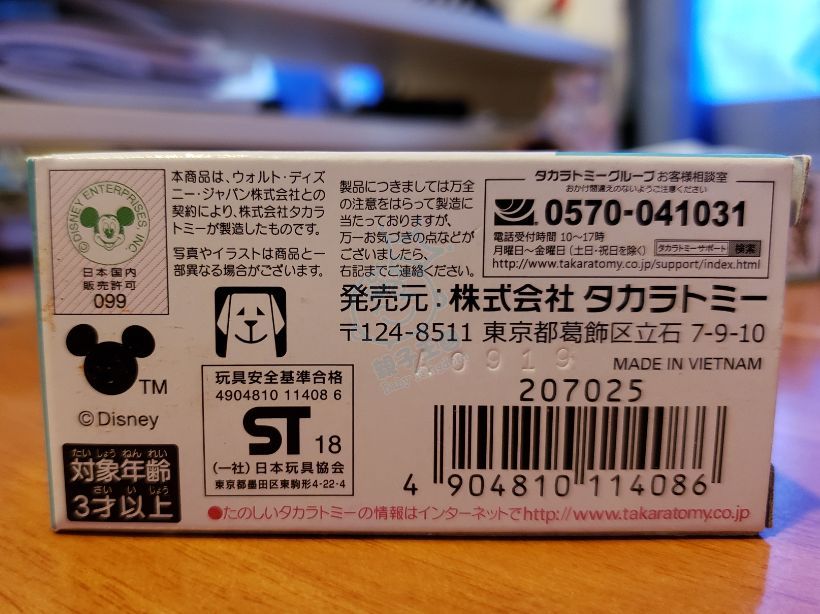 ©DISNEY ENTERPRISES, INC
日本国内
販売許可
099
本商品は、ウォルト・ディズ
ニー・ジャパン株式会社との
契約により、株式会社タカラ
トミーが製造したものです。
写真やイラストは商品と一
部異なる場合がございます。
製品につきましては万全
の注意をはらって製造に
当たっておりますが、
万一お気づきの点などが
ございましたら、
右記までご連絡ください。
タカラトミーグループ お客様相談室
おかけ間違えのないようご注意ください
0570-041031
電話受付時間 10〜17時
月曜日〜金曜日(土・祝日を除く)
タカラトミーサポート 検索
http://www.takaratomy.co.jp/support/index.html
発売元:株式会社 タカラトミー
〒124-8511 東京都葛飾区立石 7-9-10
A0919
MADE IN VIETNAM
TM
©Disney
玩具安全基準合格
4904810 11408 6
ST 18
(一社)日本玩具協会
東京都墨田区東駒形4-22-4
207025
4 904810 114086
たい しょう ねん れい
対象年齢
さい い じょう
3才以上
●たのしいタカラトミーの情報はインターネットでhttp://www.takaratomy.co.jp